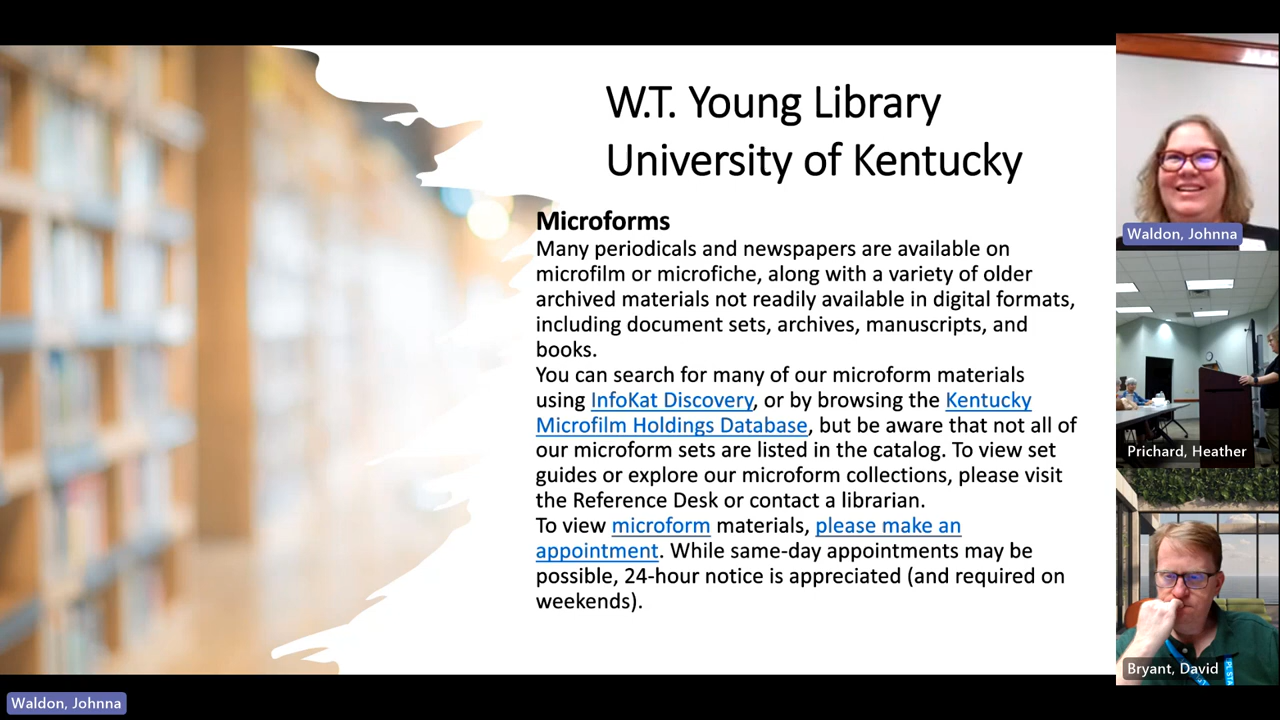 W.T. Young Library
University of Kentucky
Microforms
Many periodicals and newspapers are available on
microfilm or microfiche, along with a variety of older
archived materials not readily available in digital formats,
including document sets, archives, manuscripts, and
books.
You can search for many of our microform materials
using InfoKat Discovery, or by browsing the Kentucky
Microfilm Holdings Database, but be aware that not all of
our microform sets are listed in the catalog. To view set
guides or explore our microform collections, please visit
the Reference Desk or contact a librarian.
To view microform materials, please make an
appointment. While same-day appointments may be
possible, 24-hour notice is appreciated (and required on
weekends).
Waldon, Johnna
Prichard, Heather
Bryant, David
Waldon, Johnna